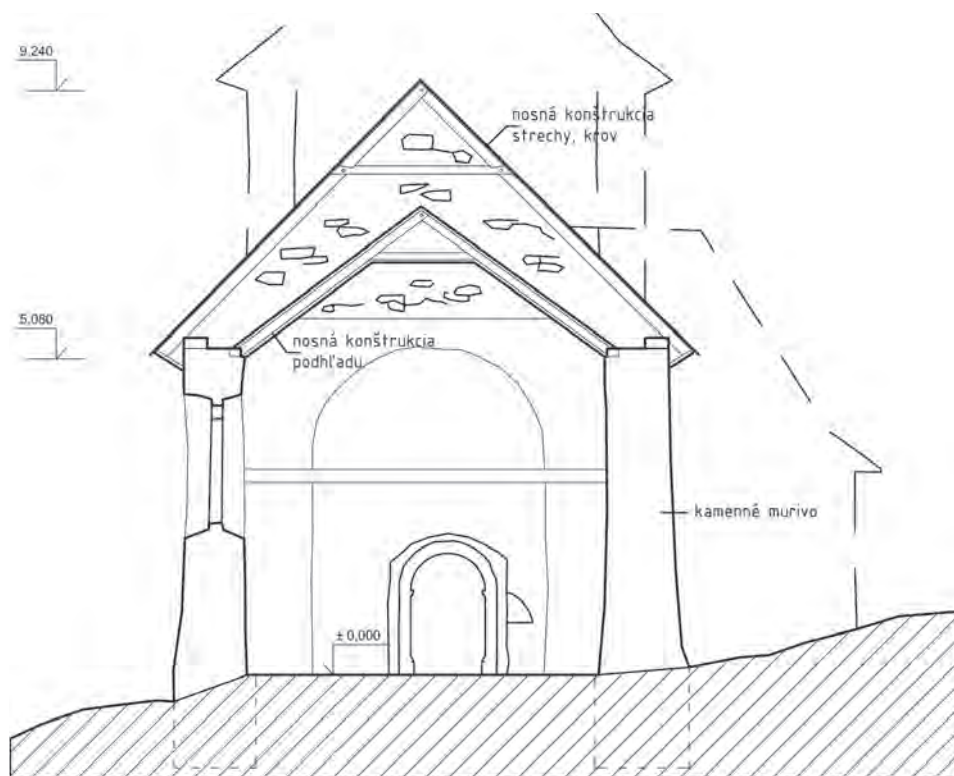 9,240
nosná konštrukcia
strechy, krov
5,080
nosná konštrukcia
podhľadu
kamenné murivo
± 0,000